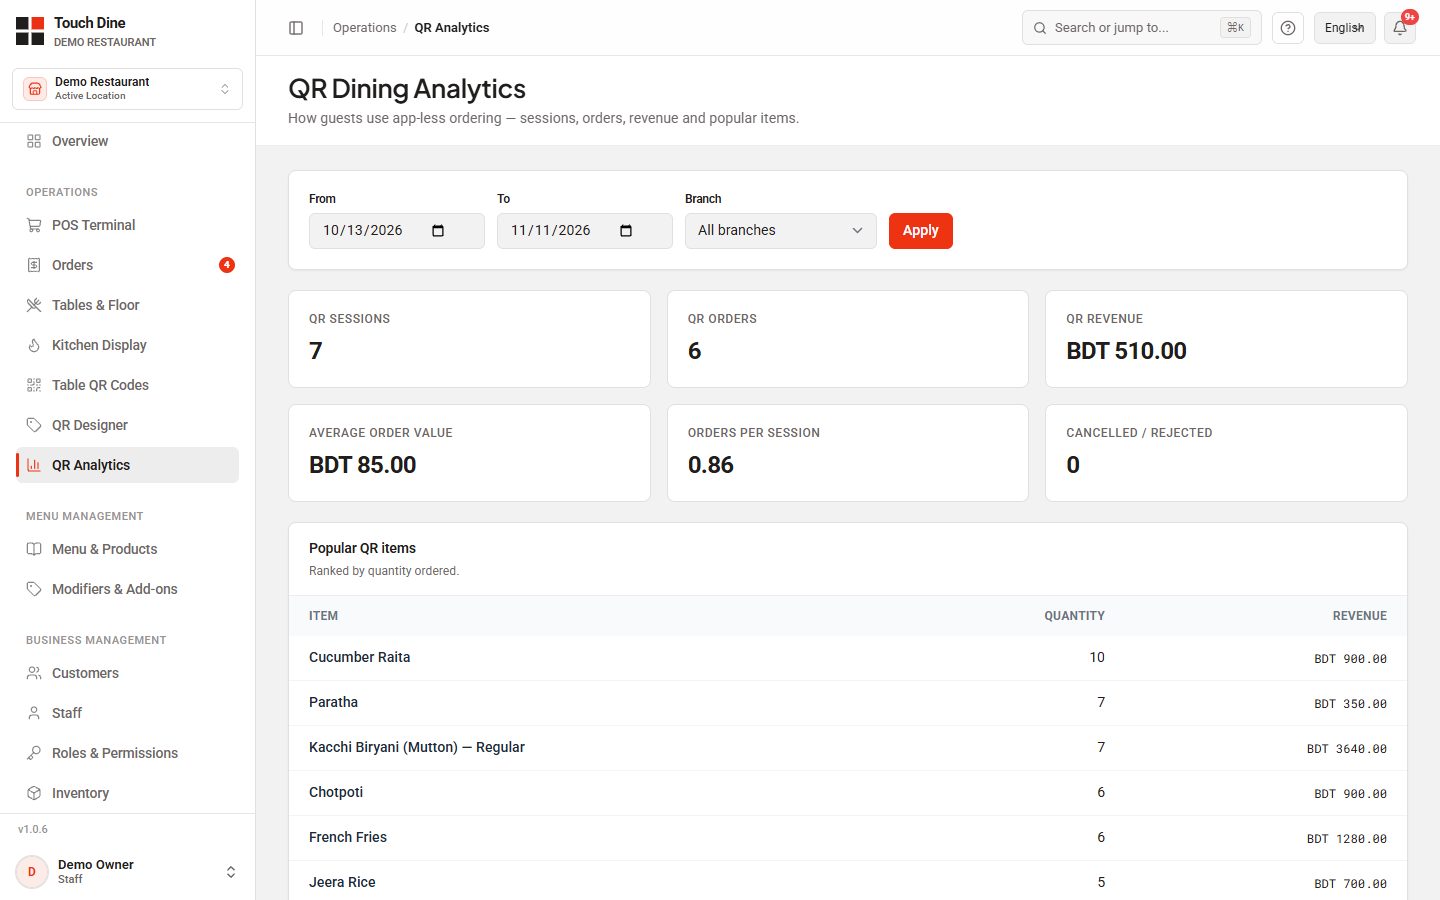 Touch Dine
DEMO RESTAURANT
Demo Restaurant
Active Location
Overview
OPERATIONS
POS Terminal
Orders
4
Tables & Floor
Kitchen Display
Table QR Codes
QR Designer
QR Analytics
MENU MANAGEMENT
Menu & Products
Modifiers & Add-ons
BUSINESS MANAGEMENT
Customers
Staff
Roles & Permissions
Inventory
v1.0.6
D
Demo Owner
Staff
Operations / QR Analytics
Search or jump to...
⌘K
English
9+
QR Dining Analytics
How guests use app-less ordering — sessions, orders, revenue and popular items.
From
To
Branch
10/13/2026
11/11/2026
All branches
Apply
QR SESSIONS
7
QR ORDERS
6
QR REVENUE
BDT 510.00
AVERAGE ORDER VALUE
BDT 85.00
ORDERS PER SESSION
0.86
CANCELLED / REJECTED
0
Popular QR items
Ranked by quantity ordered.
ITEM QUANTITY REVENUE
Cucumber Raita 10 BDT 900.00
Paratha 7 BDT 350.00
Kacchi Biryani (Mutton) — Regular 7 BDT 3640.00
Chotpoti 6 BDT 900.00
French Fries 6 BDT 1280.00
Jeera Rice 5 BDT 700.00